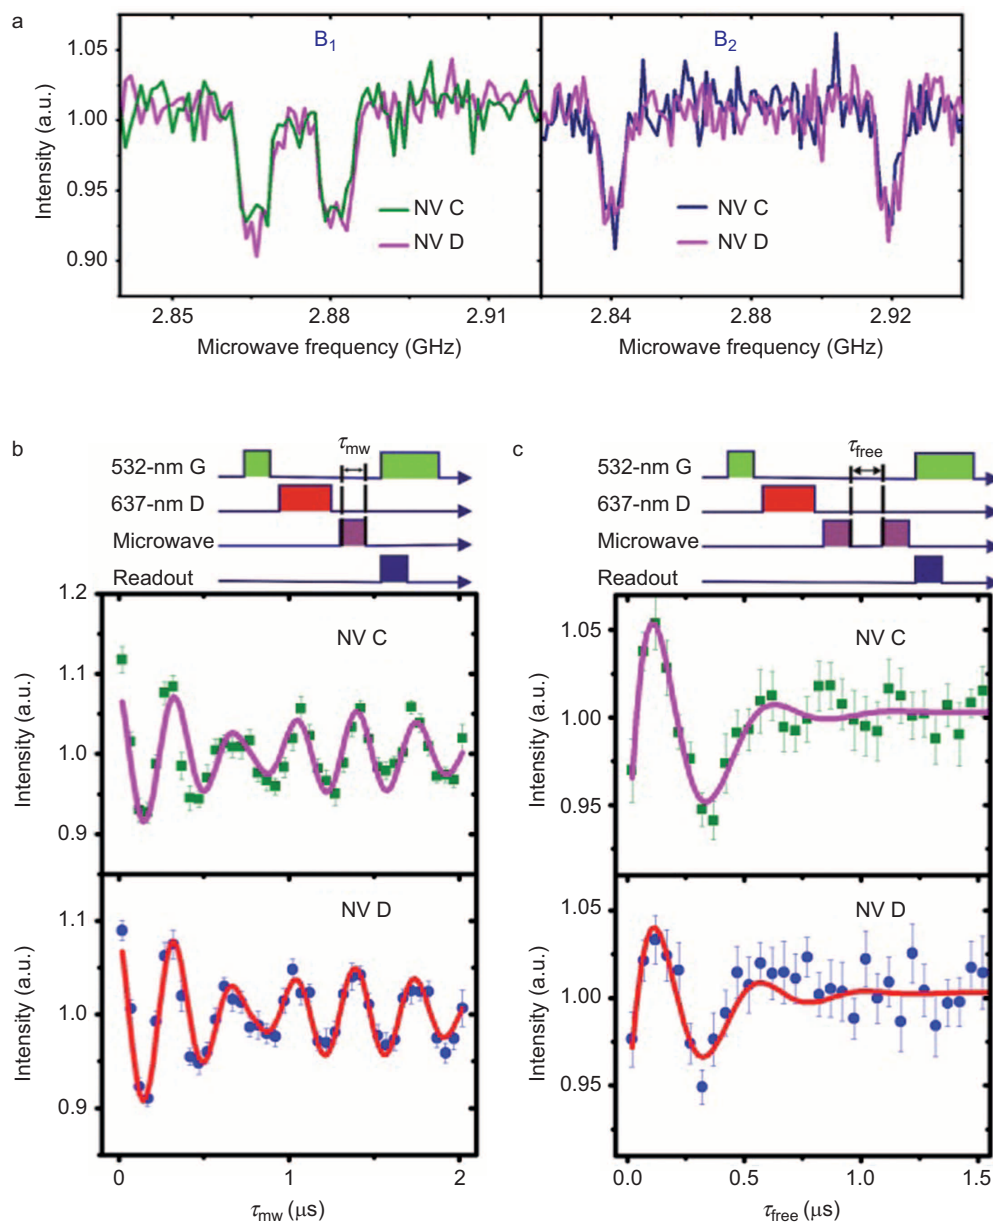 a
B1
B2
1.05
1.00
0.95
0.90
Intensity (a.u.)
NV C
NV D
NV C
NV D
2.85
2.88
2.91
2.84
2.88
2.92
Microwave frequency (GHz)
Microwave frequency (GHz)
b
τmw
532-nm G
637-nm D
Microwave
Readout
1.2
1.1
1.0
0.9
Intensity (a.u.)
NV C
1.1
1.0
0.9
Intensity (a.u.)
NV D
0
1
2
τmw (μs)
c
τfree
532-nm G
637-nm D
Microwave
Readout
1.05
1.00
0.95
Intensity (a.u.)
NV C
1.05
1.00
0.95
Intensity (a.u.)
NV D
0.0
0.5
1.0
1.5
τfree (μs)